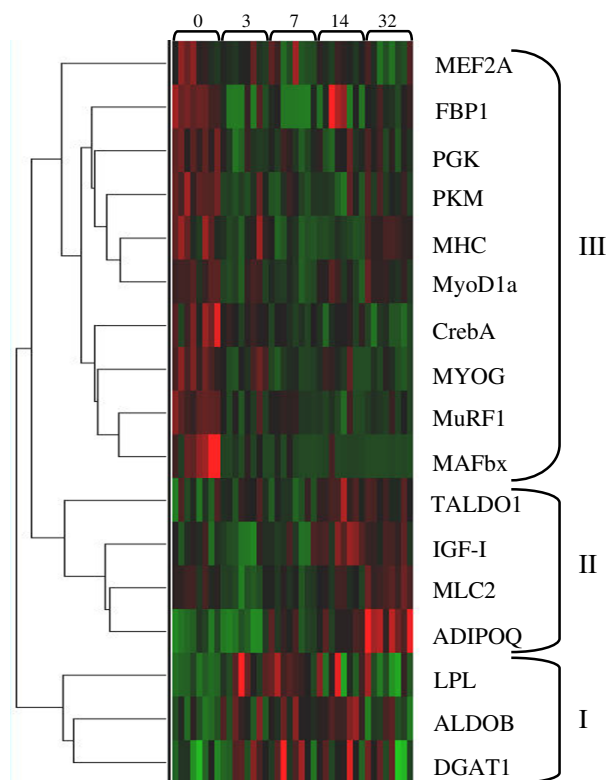 0 3 7 14 32
MEF2A
FBP1
PGK
PKM
MHC
III
MyoD1a
CrebA
MYOG
MuRF1
MAFbx
TALDO1
IGF-I
II
MLC2
ADIPOQ
LPL
I
ALDOB
DGAT1